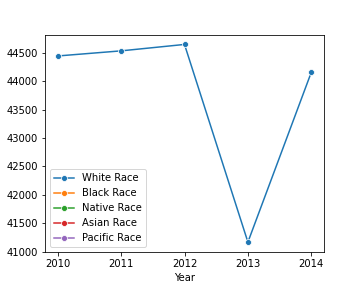 44500
44000
43500
43000
42500
42000
41500
41000
White Race
Black Race
Native Race
Asian Race
Pacific Race
2010 2011 2012 2013 2014
Year